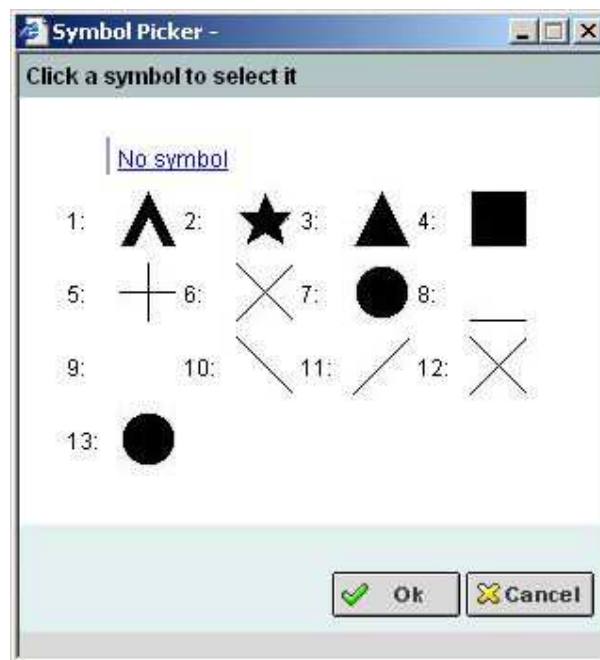 Symbol Picker -
Click a symbol to select it
No symbol
1: 2: 3: 4:
5: 6: 7: 8:
9: 10: 11: 12:
13:
Ok Cancel